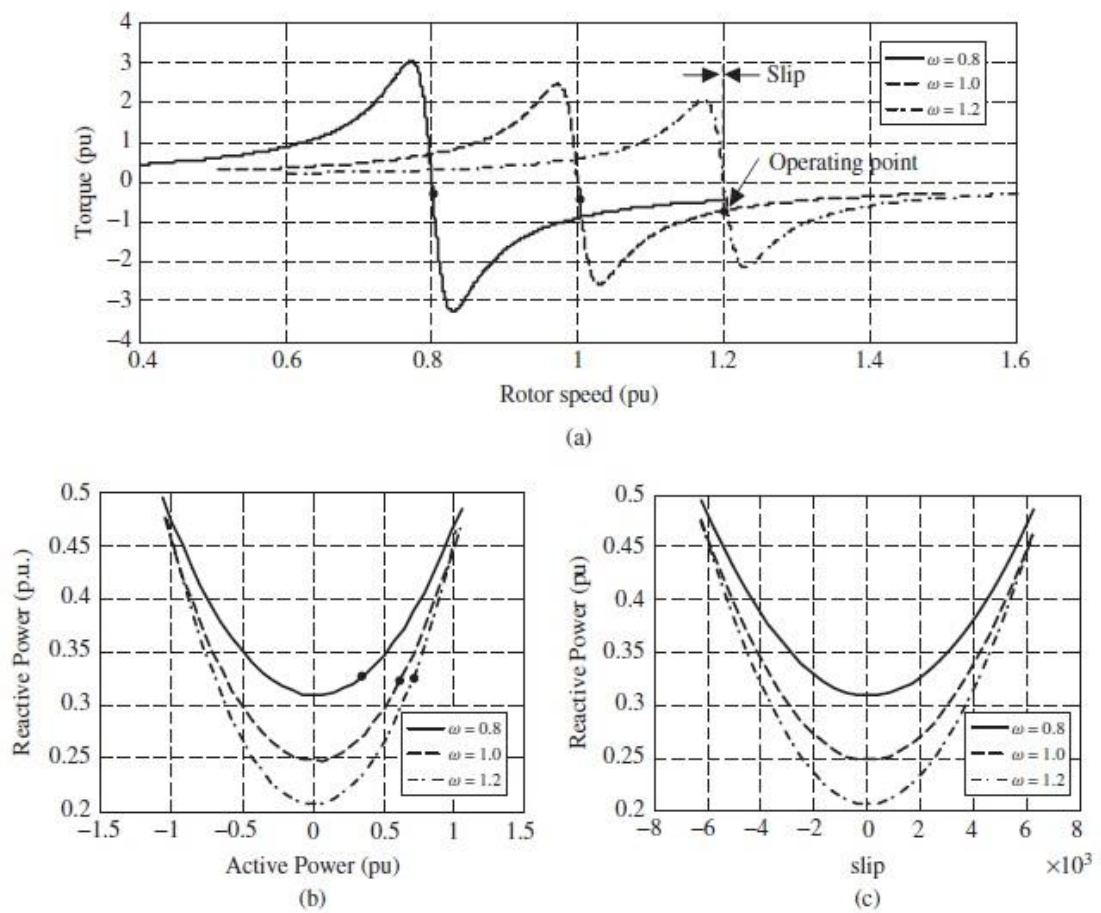 4
3
2
1
0
−1
−2
−3
−4
Torque (pu)
0.4
0.6
0.8
1
1.2
1.4
1.6
Rotor speed (pu)
Slip
Operating point
ω = 0.8
ω = 1.0
ω = 1.2
(a)
0.5
0.45
0.4
0.35
0.3
0.25
0.2
Reactive Power (p.u.)
−1.5
−1
−0.5
0
0.5
1
1.5
Active Power (pu)
ω = 0.8
ω = 1.0
ω = 1.2
(b)
0.5
0.45
0.4
0.35
0.3
0.25
0.2
Reactive Power (pu)
−8
−6
−4
−2
0
2
4
6
8
×10³
slip
ω = 0.8
ω = 1.0
ω = 1.2
(c)